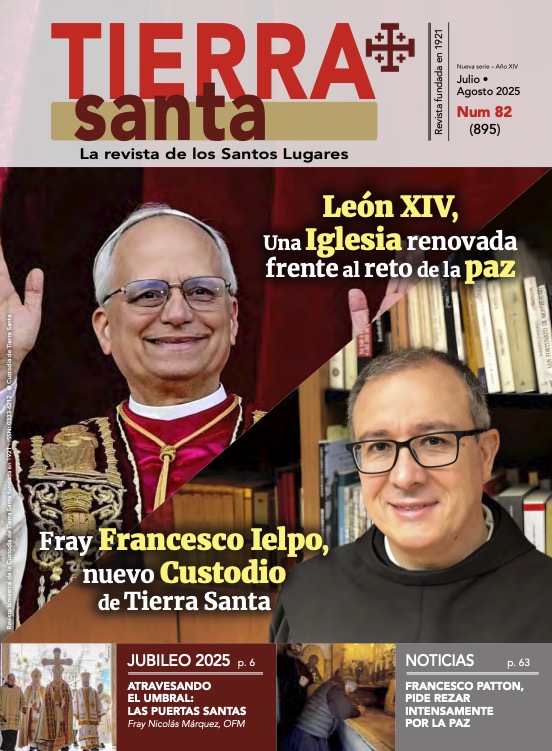 TIERRA
santa
La revista de los Santos Lugares
Revista fundada en 1921
Nueva serie – Año XIV
Julio •
Agosto 2025
Num 82
(895)
León XIV,
Una Iglesia renovada
frente al reto de la paz
Fray Francesco Ielpo,
nuevo Custodio
de Tierra Santa
JUBILEO 2025 p. 6
ATRAVESANDO
EL UMBRAL:
LAS PUERTAS SANTAS
Fray Nicolás Márquez, OFM
NOTICIAS p. 63
FRANCESCO PATTON,
PIDE REZAR
INTENSAMENTE
POR LA PAZ